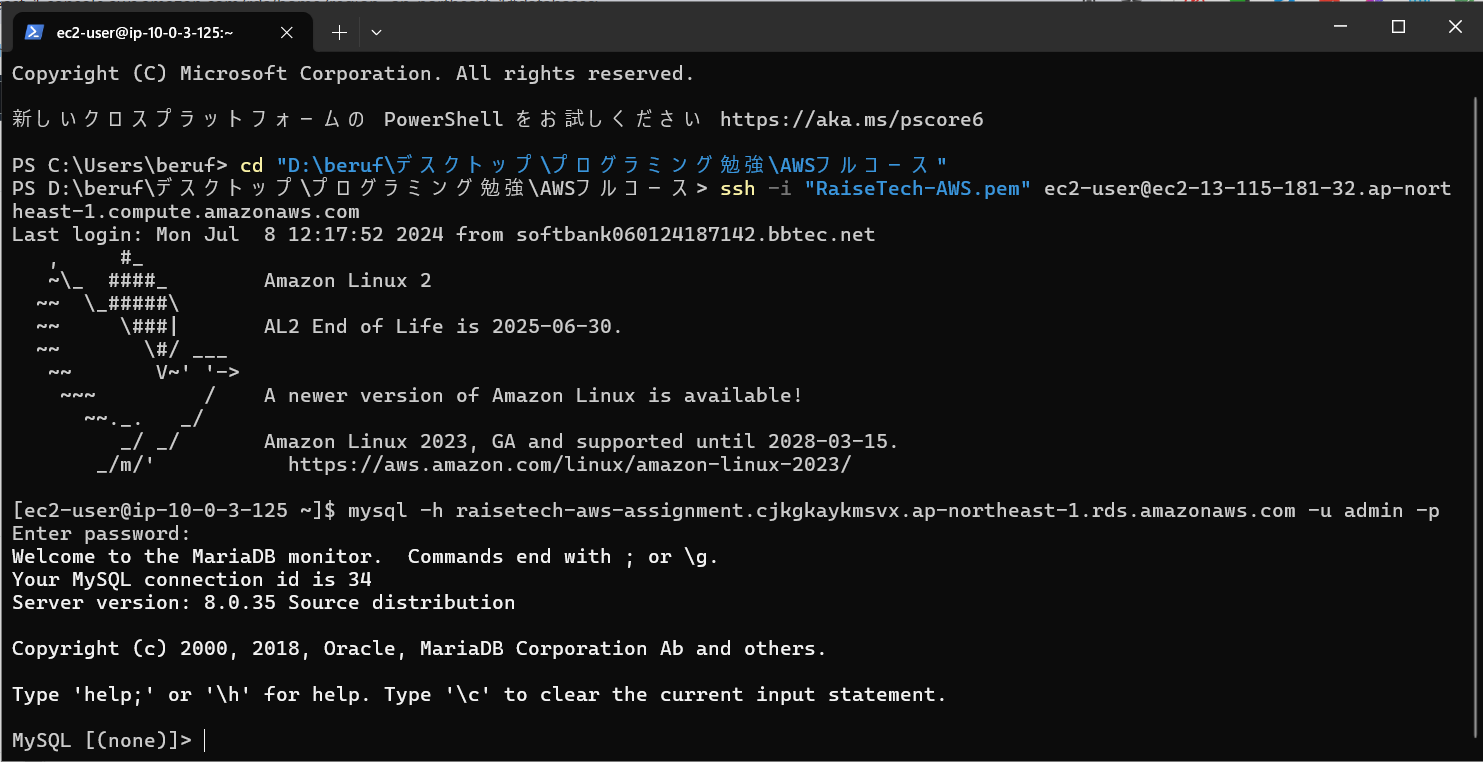 ec2-user@ip-10-0-3-125:~
Copyright (C) Microsoft Corporation. All rights reserved.
新しいクロスプラットフォームの PowerShell をお試しください https://aka.ms/pscore6
PS C:\Users\beruf> cd "D:\beruf\デスクトップ\プログラミング勉強\AWSフルコース"
PS D:\beruf\デスクトップ\プログラミング勉強\AWSフルコース> ssh -i "RaiseTech-AWS.pem" ec2-user@ec2-13-115-181-32.ap-nort
heast-1.compute.amazonaws.com
Last login: Mon Jul  8 12:17:52 2024 from softbank060124187142.bbtec.net
   ,     #_
   ~\_  ####_        Amazon Linux 2
  ~~  \_#####\
  ~~     \###|       AL2 End of Life is 2025-06-30.
  ~~       \#/ ___
   ~~       V~' '->
    ~~~         /    A newer version of Amazon Linux is available!
      ~~._.   _/
         _/ _/       Amazon Linux 2023, GA and supported until 2028-03-15.
       _/m/'           https://aws.amazon.com/linux/amazon-linux-2023/
[ec2-user@ip-10-0-3-125 ~]$ mysql -h raisetech-aws-assignment.cjkgkaykmsvx.ap-northeast-1.rds.amazonaws.com -u admin -p
Enter password:
Welcome to the MariaDB monitor.  Commands end with ; or \g.
Your MySQL connection id is 34
Server version: 8.0.35 Source distribution
Copyright (c) 2000, 2018, Oracle, MariaDB Corporation Ab and others.
Type 'help;' or '\h' for help. Type '\c' to clear the current input statement.
MySQL [(none)]>